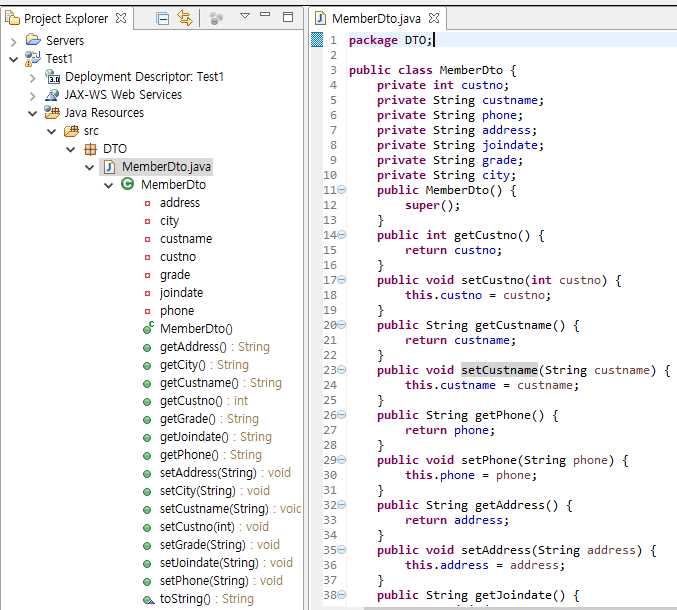 Project Explorer
Servers
Test1
Deployment Descriptor: Test1
JAX-WS Web Services
Java Resources
src
DTO
MemberDto.java
MemberDto
address
city
custname
custno
grade
joindate
phone
MemberDto()
getAddress() : String
getCity() : String
getCustname() : String
getCustno() : int
getGrade() : String
getJoindate() : String
getPhone() : String
setAddress(String) : void
setCity(String) : void
setCustname(String) : voic
setCustno(int) : void
setGrade(String) : void
setJoindate(String) : void
setPhone(String) : void
toString() : String
MemberDto.java
1 package DTO;
2
3 public class MemberDto {
4 private int custno;
5 private String custname;
6 private String phone;
7 private String address;
8 private String joindate;
9 private String grade;
10 private String city;
11 public MemberDto() {
12 super();
13 }
14 public int getCustno() {
15 return custno;
16 }
17 public void setCustno(int custno) {
18 this.custno = custno;
19 }
20 public String getCustname() {
21 return custname;
22 }
23 public void setCustname(String custname) {
24 this.custname = custname;
25 }
26 public String getPhone() {
27 return phone;
28 }
29 public void setPhone(String phone) {
30 this.phone = phone;
31 }
32 public String getAddress() {
33 return address;
34 }
35 public void setAddress(String address) {
36 this.address = address;
37 }
38 public String getJoindate() {